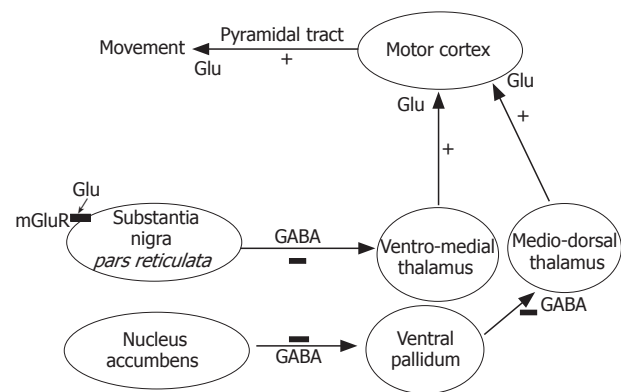 Pyramidal tract
Movement
Motor cortex
Glu
+
Glu
Glu
+
+
Glu
mGluR
Substantia
nigra
pars reticulata
GABA
Ventro-medial
thalamus
Medio-dorsal
thalamus
GABA
Nucleus
accumbens
GABA
Ventral
pallidum